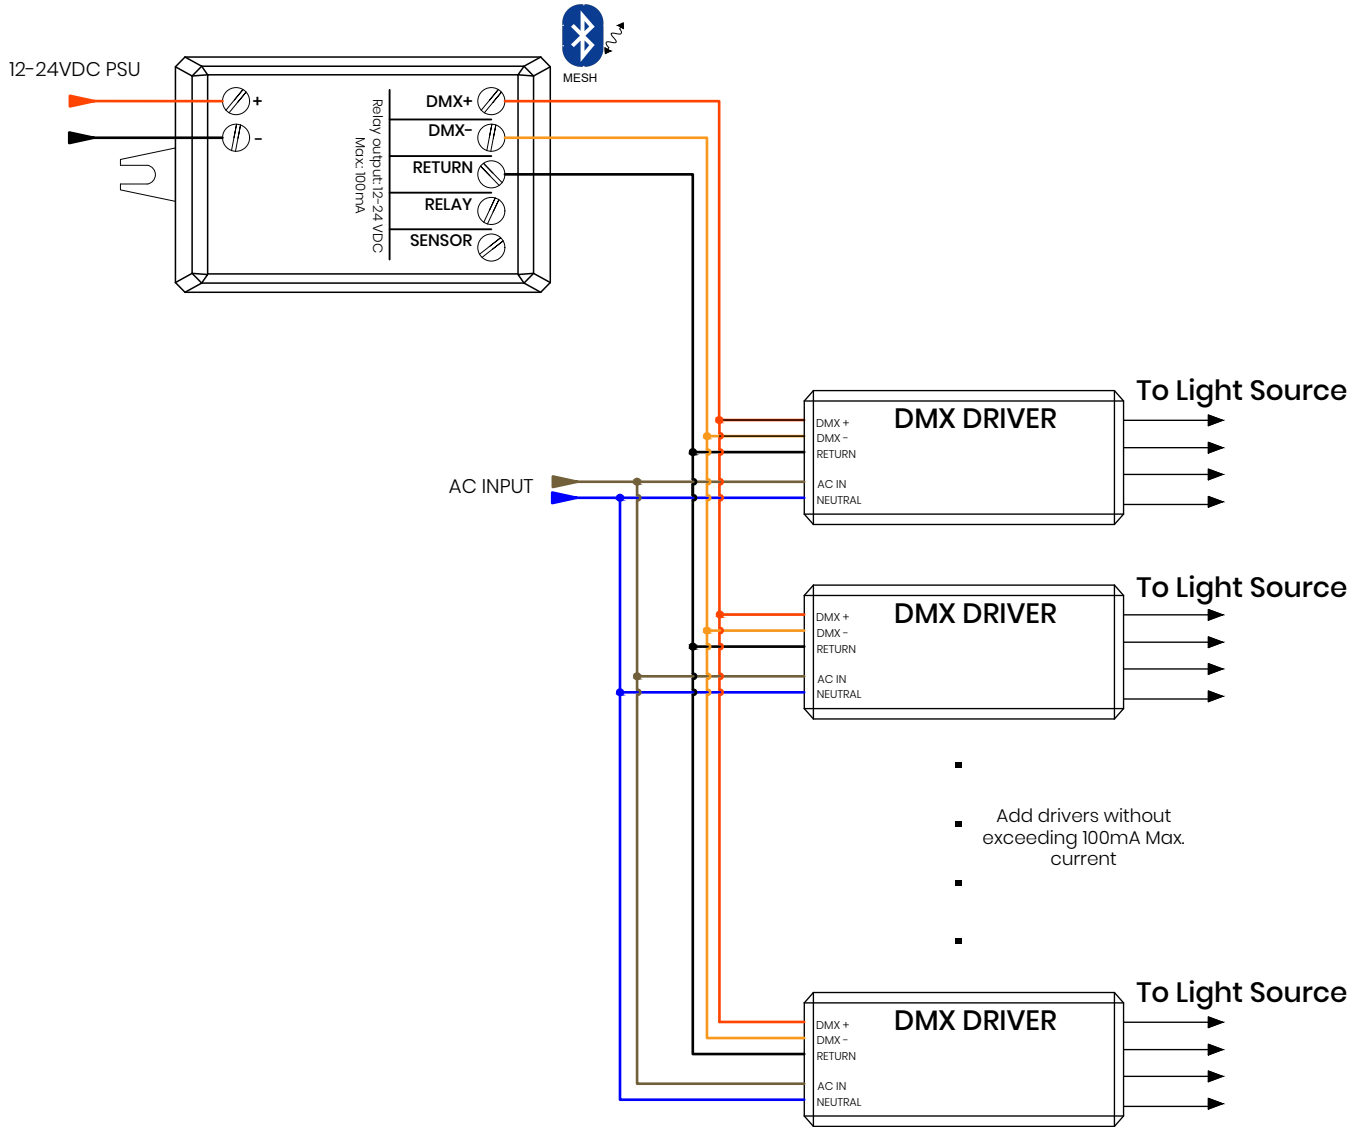 12-24VDC PSU
MESH
+
-
Relay output: 12-24 VDC
Max: 100mA
DMX+
DMX-
RETURN
RELAY
SENSOR
AC INPUT
To Light Source
DMX DRIVER
DMX +
DMX -
RETURN
AC IN
NEUTRAL
To Light Source
DMX DRIVER
DMX +
DMX -
RETURN
AC IN
NEUTRAL
Add drivers without
exceeding 100mA Max.
current
To Light Source
DMX DRIVER
DMX +
DMX -
RETURN
AC IN
NEUTRAL